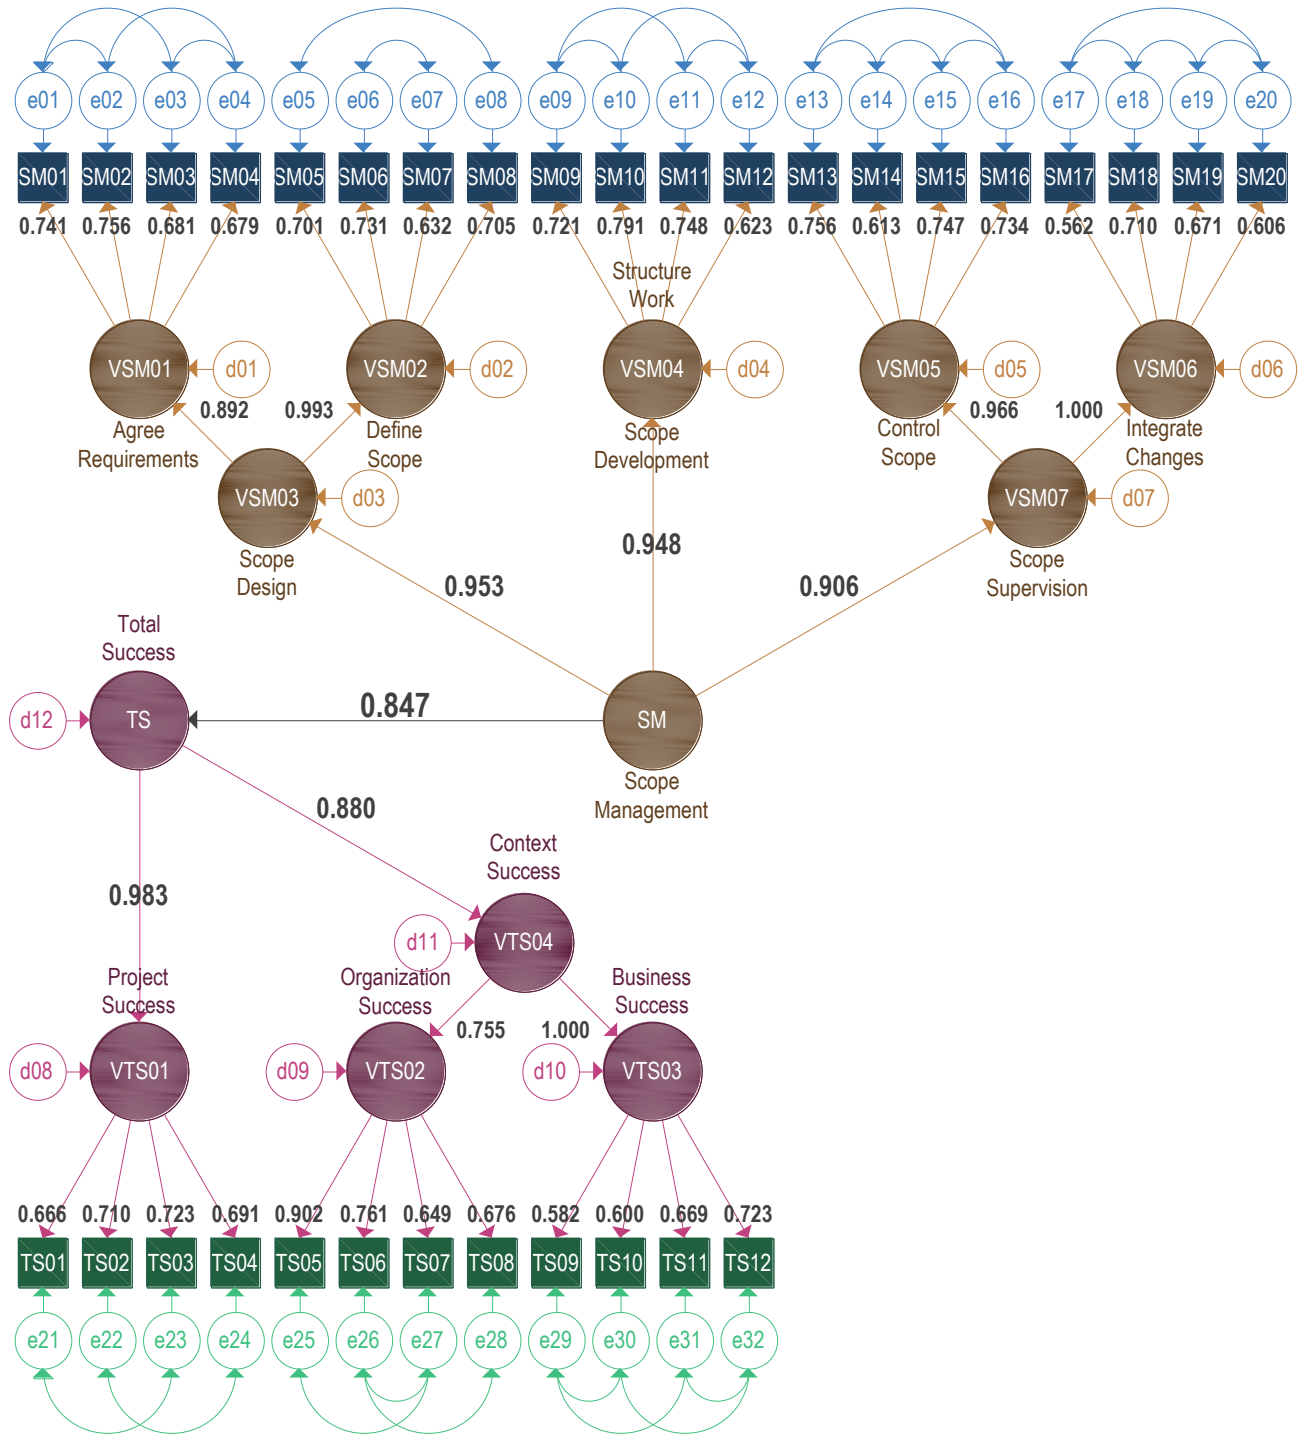 e01 e02 e03 e04 e05 e06 e07 e08 e09 e10 e11 e12 e13 e14 e15 e16 e17 e18 e19 e20
SM01 SM02 SM03 SM04 SM05 SM06 SM07 SM08 SM09 SM10 SM11 SM12 SM13 SM14 SM15 SM16 SM17 SM18 SM19 SM20
0.741 0.756 0.681 0.679 0.701 0.731 0.632 0.705 0.721 0.791 0.748 0.623 0.756 0.613 0.747 0.734 0.562 0.710 0.671 0.606
Structure
Work
VSM01 d01 VSM02 d02 VSM04 d04 VSM05 d05 VSM06 d06
0.892 0.993 0.966 1.000
Agree
Requirements
Define
Scope
Scope
Development
Control
Scope
Integrate
Changes
VSM03 d03 VSM07 d07
0.948
Scope
Design
Scope
Supervision
0.953 0.906
Total
Success
d12 TS 0.847 SM
Scope
Management
0.880
Context
Success
0.983
d11 VTS04
Project
Success
Organization
Success
Business
Success
0.755 1.000
d08 VTS01 d09 VTS02 d10 VTS03
0.666 0.710 0.723 0.691 0.902 0.761 0.649 0.676 0.582 0.600 0.669 0.723
TS01 TS02 TS03 TS04 TS05 TS06 TS07 TS08 TS09 TS10 TS11 TS12
e21 e22 e23 e24 e25 e26 e27 e28 e29 e30 e31 e32